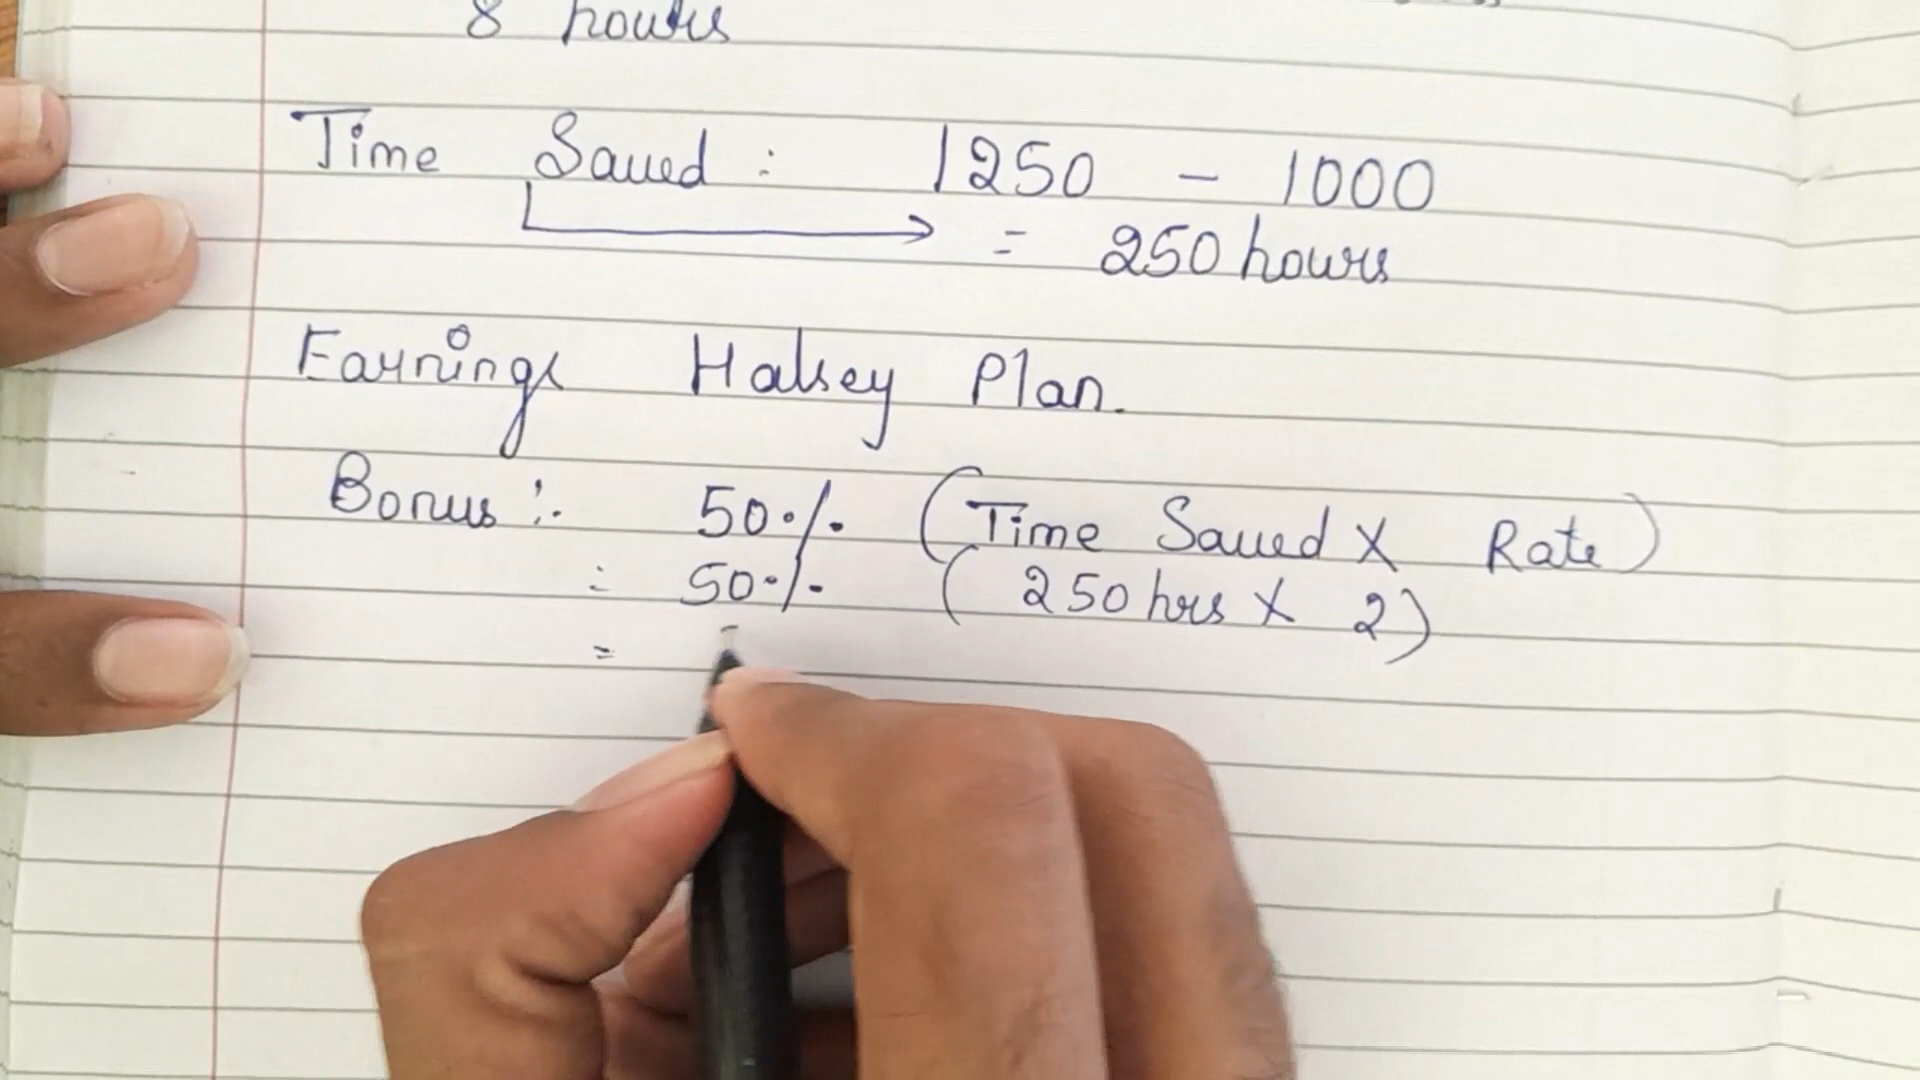 8 hours
Time Saved : 1250 - 1000
= 250 hours
Earnings Halsey Plan.
Bonus :- 50% (Time Saved X Rate)
= 50% (250 hrs X 2)
=